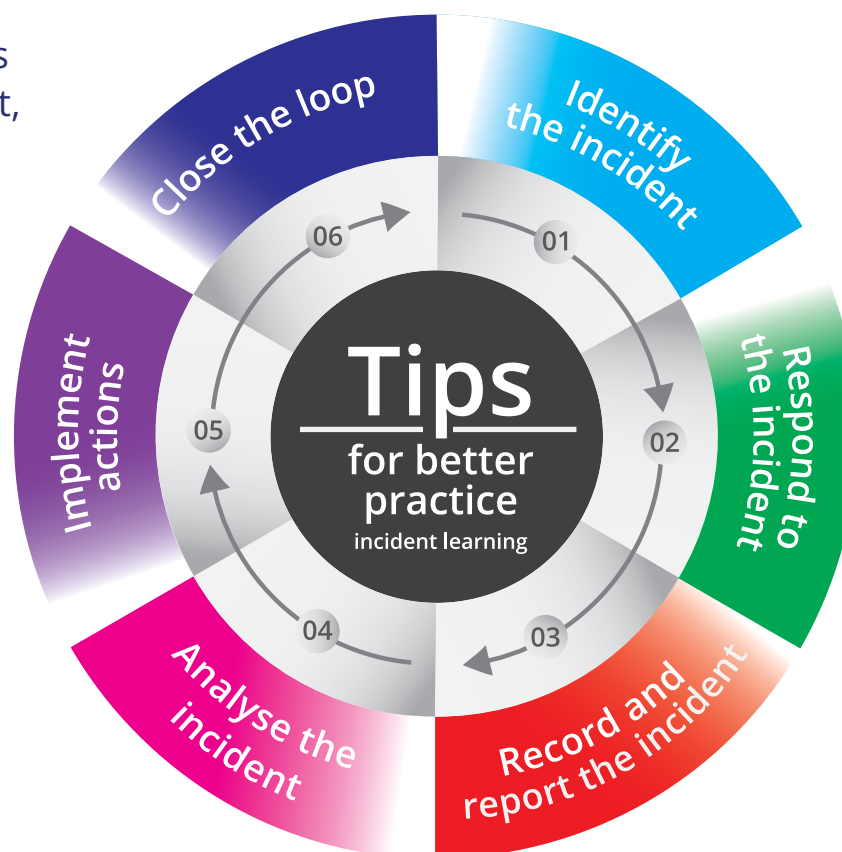 s
t,
Tips
for better
practice
incident learning
01
Identify
the incident
02
Respond to
the incident
03
Record and
report the incident
04
Analyse the
incident
05
Implement
actions
06
Close the loop